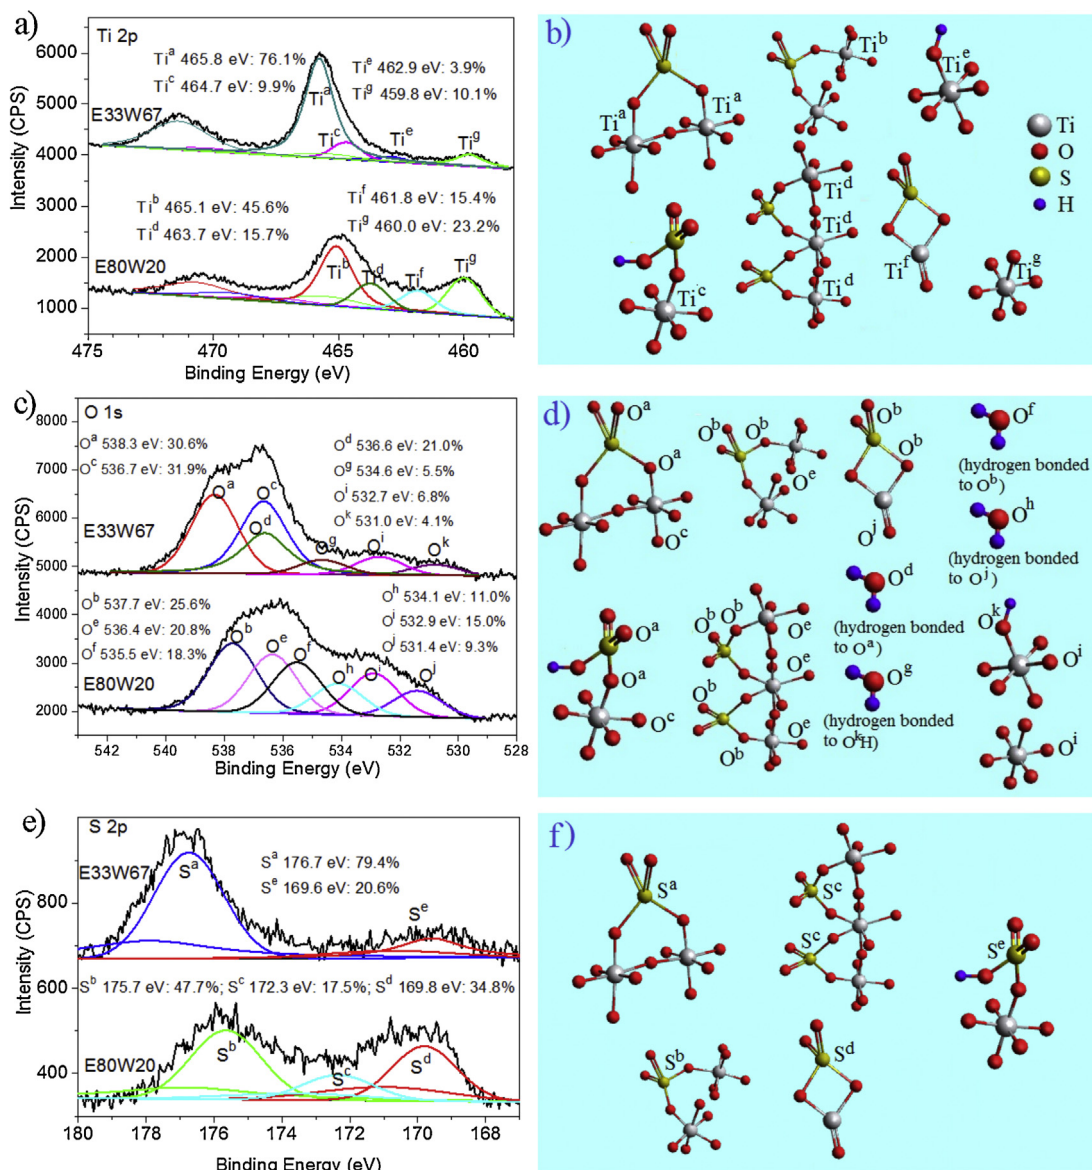 a)
Ti 2p
Ti^a 465.8 eV: 76.1%
Ti^c 464.7 eV: 9.9%
Ti^e 462.9 eV: 3.9%
Ti^g 459.8 eV: 10.1%
E33W67
Ti^a
Ti^c
Ti^e
Ti^g
Ti^b 465.1 eV: 45.6%
Ti^d 463.7 eV: 15.7%
Ti^f 461.8 eV: 15.4%
Ti^g 460.0 eV: 23.2%
E80W20
Ti^b
Ti^d
Ti^f
Ti^g
6000
5000
4000
3000
2000
1000
Intensity (CPS)
475 470 465 460
Binding Energy (eV)
b)
Ti^b
Ti^e
Ti^a
Ti^a
Ti^d
Ti^d
Ti^d
Ti^c
Ti^f
Ti^g
Ti
O
S
H
c)
O 1s
O^a 538.3 eV: 30.6%
O^c 536.7 eV: 31.9%
O^d 536.6 eV: 21.0%
O^g 534.6 eV: 5.5%
O^i 532.7 eV: 6.8%
O^k 531.0 eV: 4.1%
E33W67
O^a
O^c
O^d
O^g
O^i
O^k
O^b 537.7 eV: 25.6%
O^e 536.4 eV: 20.8%
O^f 535.5 eV: 18.3%
O^h 534.1 eV: 11.0%
O^i 532.9 eV: 15.0%
O^j 531.4 eV: 9.3%
E80W20
O^b
O^e
O^f
O^h
O^i
O^j
8000
7000
6000
5000
4000
3000
2000
Intensity (CPS)
542 540 538 536 534 532 530 528
Binding Energy (eV)
d)
O^a
O^a
O^c
O^b
O^b
O^e
O^b
O^b
O^j
O^f
(hydrogen bonded
to O^b)
O^h
(hydrogen bonded
to O^j)
O^d
(hydrogen bonded
to O^a)
O^g
(hydrogen bonded
to O^kH)
O^a
O^a
O^c
O^b
O^b
O^e
O^e
O^b
O^e
O^b
O^k
O^i
O^i
e)
S 2p
E33W67
S^a
S^a 176.7 eV: 79.4%
S^e 169.6 eV: 20.6%
S^e
S^b 175.7 eV: 47.7%; S^c 172.3 eV: 17.5%; S^d 169.8 eV: 34.8%
E80W20
S^b
S^c
S^d
800
600
400
Intensity (CPS)
180 178 176 174 172 170 168
Binding Energy (eV)
f)
S^a
S^c
S^c
S^e
S^b
S^d